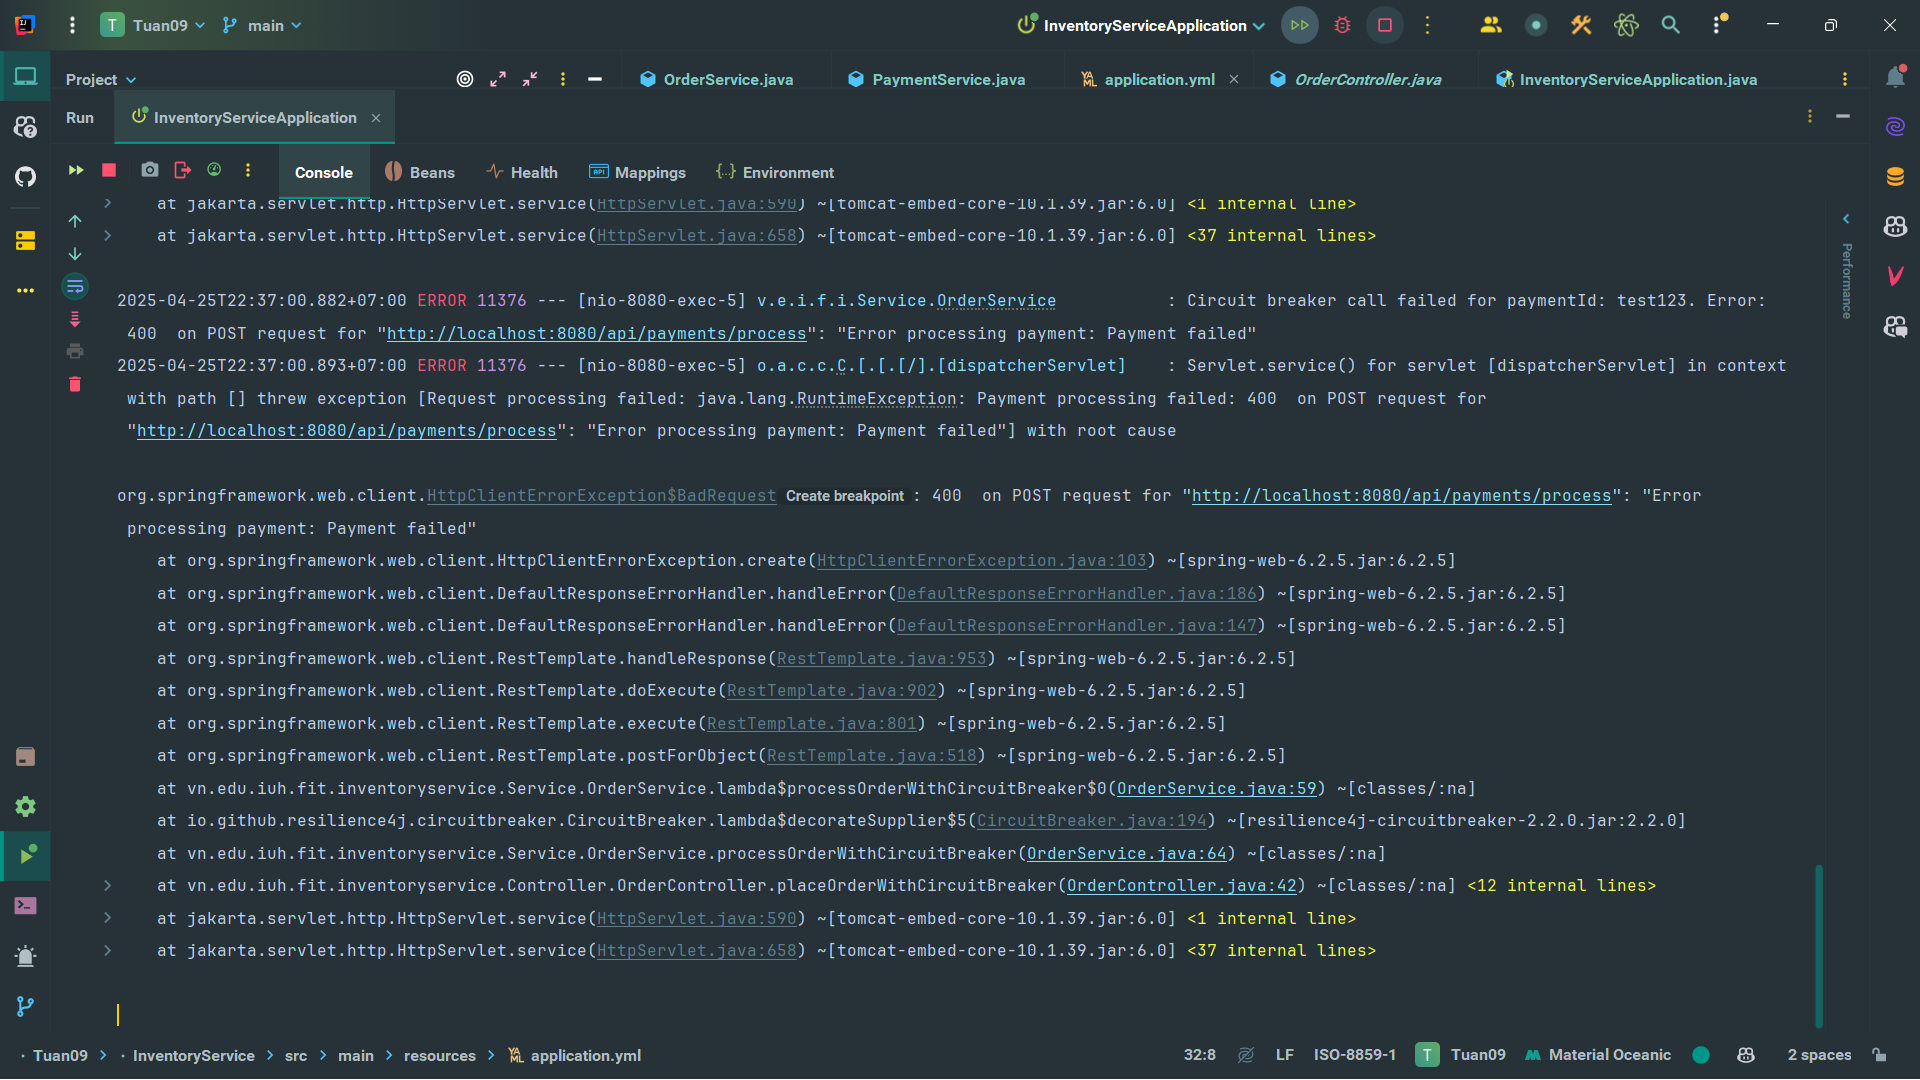 T Tuan09 main InventoryServiceApplication
Project OrderService.java PaymentService.java application.yml OrderController.java InventoryServiceApplication.java
Run InventoryServiceApplication
Console Beans Health Mappings Environment
at jakarta.servlet.http.HttpServlet.service(HttpServlet.java:590) ~[tomcat-embed-core-10.1.39.jar:6.0] <1 internal line>
at jakarta.servlet.http.HttpServlet.service(HttpServlet.java:658) ~[tomcat-embed-core-10.1.39.jar:6.0] <37 internal lines>
Performance
2025-04-25T22:37:00.882+07:00 ERROR 11376 --- [nio-8080-exec-5] v.e.i.f.i.Service.OrderService : Circuit breaker call failed for paymentId: test123. Error:
400  on POST request for "http://localhost:8080/api/payments/process": "Error processing payment: Payment failed"
2025-04-25T22:37:00.893+07:00 ERROR 11376 --- [nio-8080-exec-5] o.a.c.c.C.[.[.[/].[dispatcherServlet] : Servlet.service() for servlet [dispatcherServlet] in context
with path [] threw exception [Request processing failed: java.lang.RuntimeException: Payment processing failed: 400  on POST request for
"http://localhost:8080/api/payments/process": "Error processing payment: Payment failed"] with root cause
org.springframework.web.client.HttpClientErrorException$BadRequest Create breakpoint : 400  on POST request for "http://localhost:8080/api/payments/process": "Error
processing payment: Payment failed"
at org.springframework.web.client.HttpClientErrorException.create(HttpClientErrorException.java:103) ~[spring-web-6.2.5.jar:6.2.5]
at org.springframework.web.client.DefaultResponseErrorHandler.handleError(DefaultResponseErrorHandler.java:186) ~[spring-web-6.2.5.jar:6.2.5]
at org.springframework.web.client.DefaultResponseErrorHandler.handleError(DefaultResponseErrorHandler.java:147) ~[spring-web-6.2.5.jar:6.2.5]
at org.springframework.web.client.RestTemplate.handleResponse(RestTemplate.java:953) ~[spring-web-6.2.5.jar:6.2.5]
at org.springframework.web.client.RestTemplate.doExecute(RestTemplate.java:902) ~[spring-web-6.2.5.jar:6.2.5]
at org.springframework.web.client.RestTemplate.execute(RestTemplate.java:801) ~[spring-web-6.2.5.jar:6.2.5]
at org.springframework.web.client.RestTemplate.postForObject(RestTemplate.java:518) ~[spring-web-6.2.5.jar:6.2.5]
at vn.edu.iuh.fit.inventoryservice.Service.OrderService.lambda$processOrderWithCircuitBreaker$0(OrderService.java:59) ~[classes/:na]
at io.github.resilience4j.circuitbreaker.CircuitBreaker.lambda$decorateSupplier$5(CircuitBreaker.java:194) ~[resilience4j-circuitbreaker-2.2.0.jar:2.2.0]
at vn.edu.iuh.fit.inventoryservice.Service.OrderService.processOrderWithCircuitBreaker(OrderService.java:64) ~[classes/:na]
at vn.edu.iuh.fit.inventoryservice.Controller.OrderController.placeOrderWithCircuitBreaker(OrderController.java:42) ~[classes/:na] <12 internal lines>
at jakarta.servlet.http.HttpServlet.service(HttpServlet.java:590) ~[tomcat-embed-core-10.1.39.jar:6.0] <1 internal line>
at jakarta.servlet.http.HttpServlet.service(HttpServlet.java:658) ~[tomcat-embed-core-10.1.39.jar:6.0] <37 internal lines>
Tuan09 > InventoryService > src > main > resources > application.yml 32:8 LF ISO-8859-1 T Tuan09 Material Oceanic 2 spaces